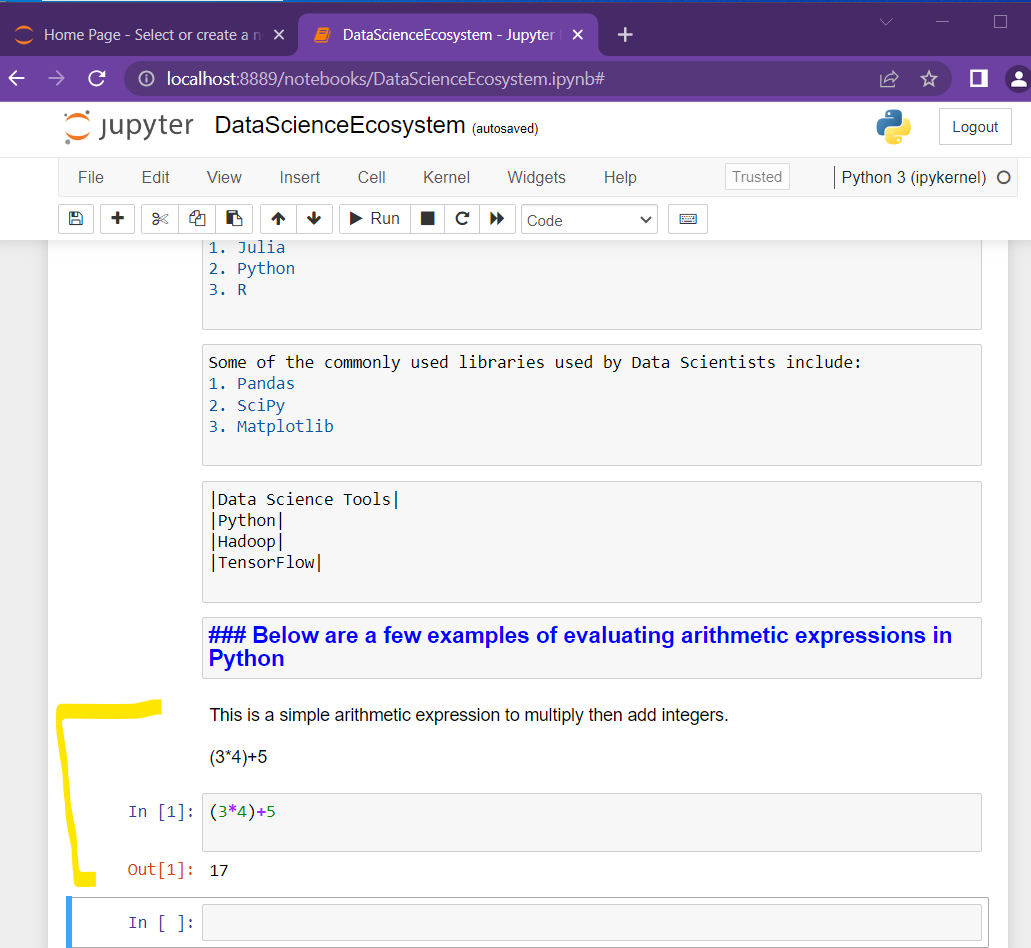 Home Page - Select or create a n
DataScienceEcosystem - Jupyter
localhost:8889/notebooks/DataScienceEcosystem.ipynb#
jupyter DataScienceEcosystem (autosaved) Logout
File Edit View Insert Cell Kernel Widgets Help Trusted Python 3 (ipykernel)
Run Code
1. Julia
2. Python
3. R
Some of the commonly used libraries used by Data Scientists include:
1. Pandas
2. SciPy
3. Matplotlib
|Data Science Tools|
|Python|
|Hadoop|
|TensorFlow|
### Below are a few examples of evaluating arithmetic expressions in
Python
This is a simple arithmetic expression to multiply then add integers.
(3*4)+5
In [1]: (3*4)+5
Out[1]: 17
In [ ]: